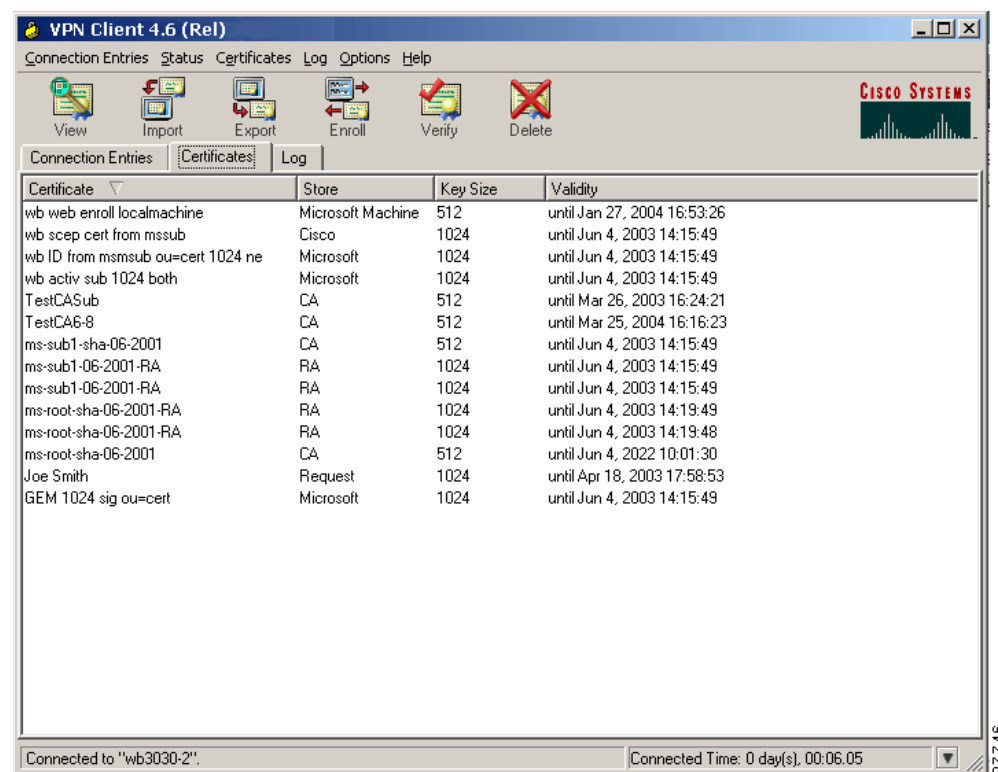 VPN Client 4.6 (Rel)
Connection Entries Status Certificates Log Options Help
View Import Export Enroll Verify Delete
CISCO SYSTEMS
Connection Entries Certificates Log
Certificate Store Key Size Validity
wb web enroll localmachine Microsoft Machine 512 until Jan 27, 2004 16:53:26
wb scep cert from mssub Cisco 1024 until Jun 4, 2003 14:15:49
wb ID from msmsub ou=cert 1024 ne Microsoft 1024 until Jun 4, 2003 14:15:49
wb activ sub 1024 both Microsoft 1024 until Jun 4, 2003 14:15:49
TestCASub CA 512 until Mar 26, 2003 16:24:21
TestCA6-8 CA 512 until Mar 25, 2004 16:16:23
ms-sub1-sha-06-2001 CA 512 until Jun 4, 2003 14:15:49
ms-sub1-06-2001-RA RA 1024 until Jun 4, 2003 14:15:49
ms-sub1-06-2001-RA RA 1024 until Jun 4, 2003 14:15:49
ms-root-sha-06-2001-RA RA 1024 until Jun 4, 2003 14:19:49
ms-root-sha-06-2001-RA RA 1024 until Jun 4, 2003 14:19:48
ms-root-sha-06-2001 CA 512 until Jun 4, 2022 10:01:30
Joe Smith Request 1024 until Apr 18, 2003 17:58:53
GEM 1024 sig ou=cert Microsoft 1024 until Jun 4, 2003 14:15:49
Connected to "wb3030-2". Connected Time: 0 day(s), 00:06.05